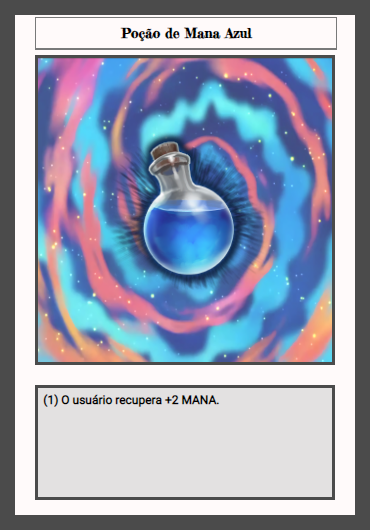 Poção de Mana Azul
(1) O usuário recupera +2 MANA.